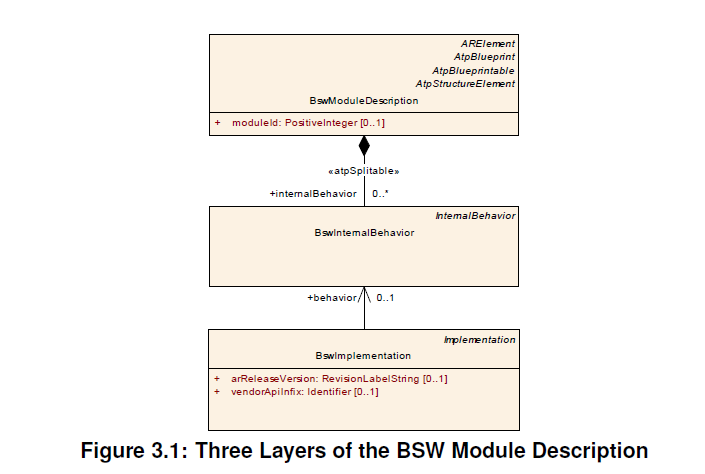 ARElement
AtpBlueprint
AtpBlueprintable
AtpStructureElement
BswModuleDescription
+ moduleId: PositiveInteger [0..1]
«atpSplitable»
+internalBehavior 0..*
InternalBehavior
BswInternalBehavior
+behavior 0..1
Implementation
BswImplementation
+ arReleaseVersion: RevisionLabelString [0..1]
+ vendorApiInfix: Identifier [0..1]
Figure 3.1: Three Layers of the BSW Module Description